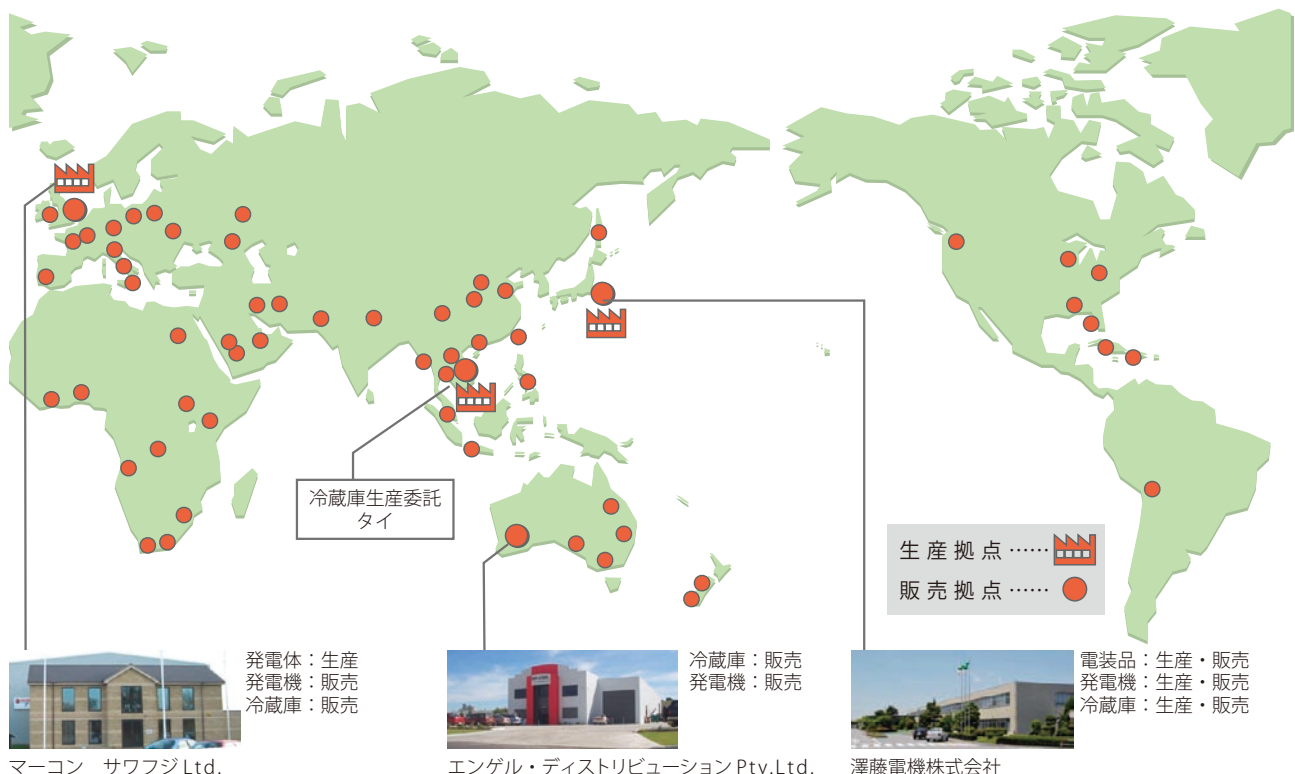 冷蔵庫生産委託
タイ
生産拠点……
販売拠点……
発電体：生産
発電機：販売
冷蔵庫：販売
マーコン　サワフジ Ltd.
冷蔵庫：販売
発電機：販売
エンゲル・ディストリビューション Pty.Ltd.
電装品：生産・販売
発電機：生産・販売
冷蔵庫：生産・販売
澤藤電機株式会社